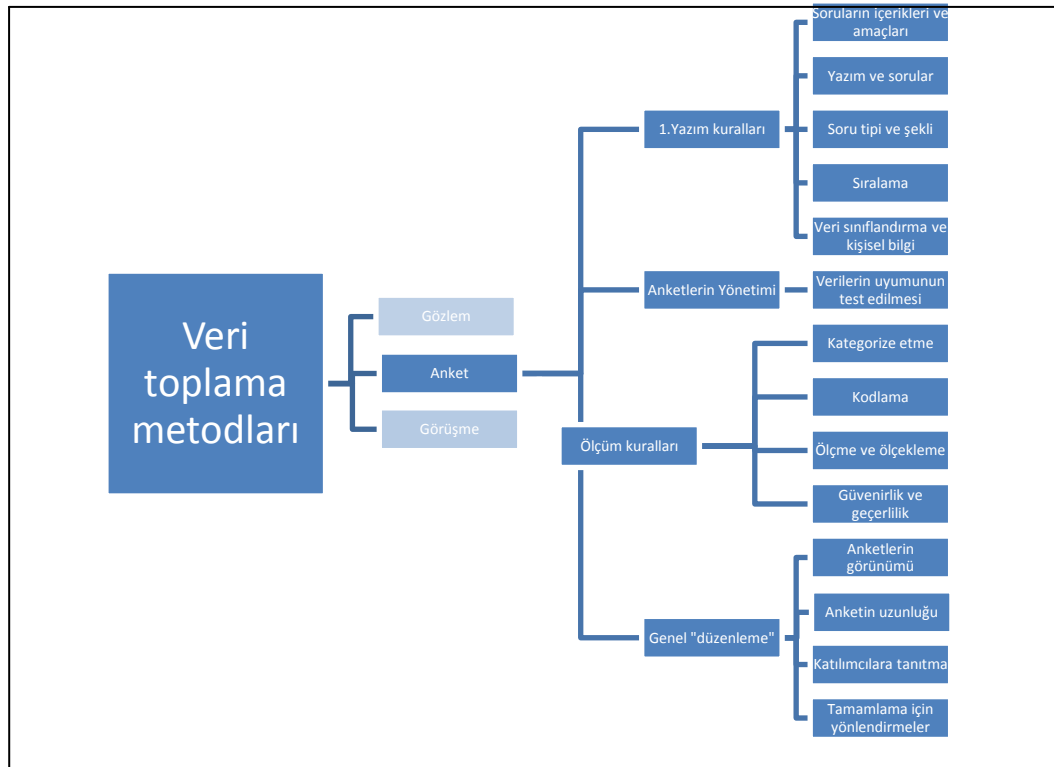 Veri
toplama
metodları
Gözlem
Anket
Görüşme
1.Yazım kuralları
Soruların içerikleri ve
amaçları
Yazım ve sorular
Soru tipi ve şekli
Sıralama
Veri sınıflandırma ve
kişisel bilgi
Anketlerin Yönetimi
Verilerin uyumunun
test edilmesi
Ölçüm kuralları
Kategorize etme
Kodlama
Ölçme ve ölçekleme
Güvenirlik ve
geçerlilik
Genel "düzenleme"
Anketlerin
görünümü
Anketin uzunluğu
Katılımcılara tanıtma
Tamamlama için
yönlendirmeler